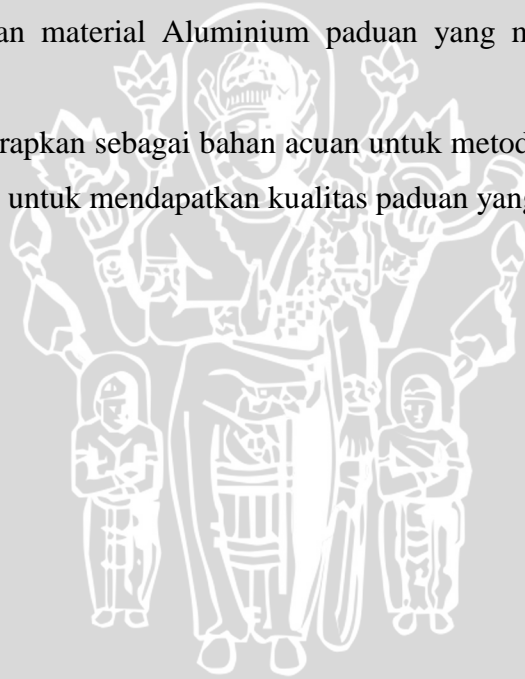 an material Aluminium paduan yang
rapkan sebagai bahan acuan untuk metod
untuk mendapatkan kualitas paduan yang